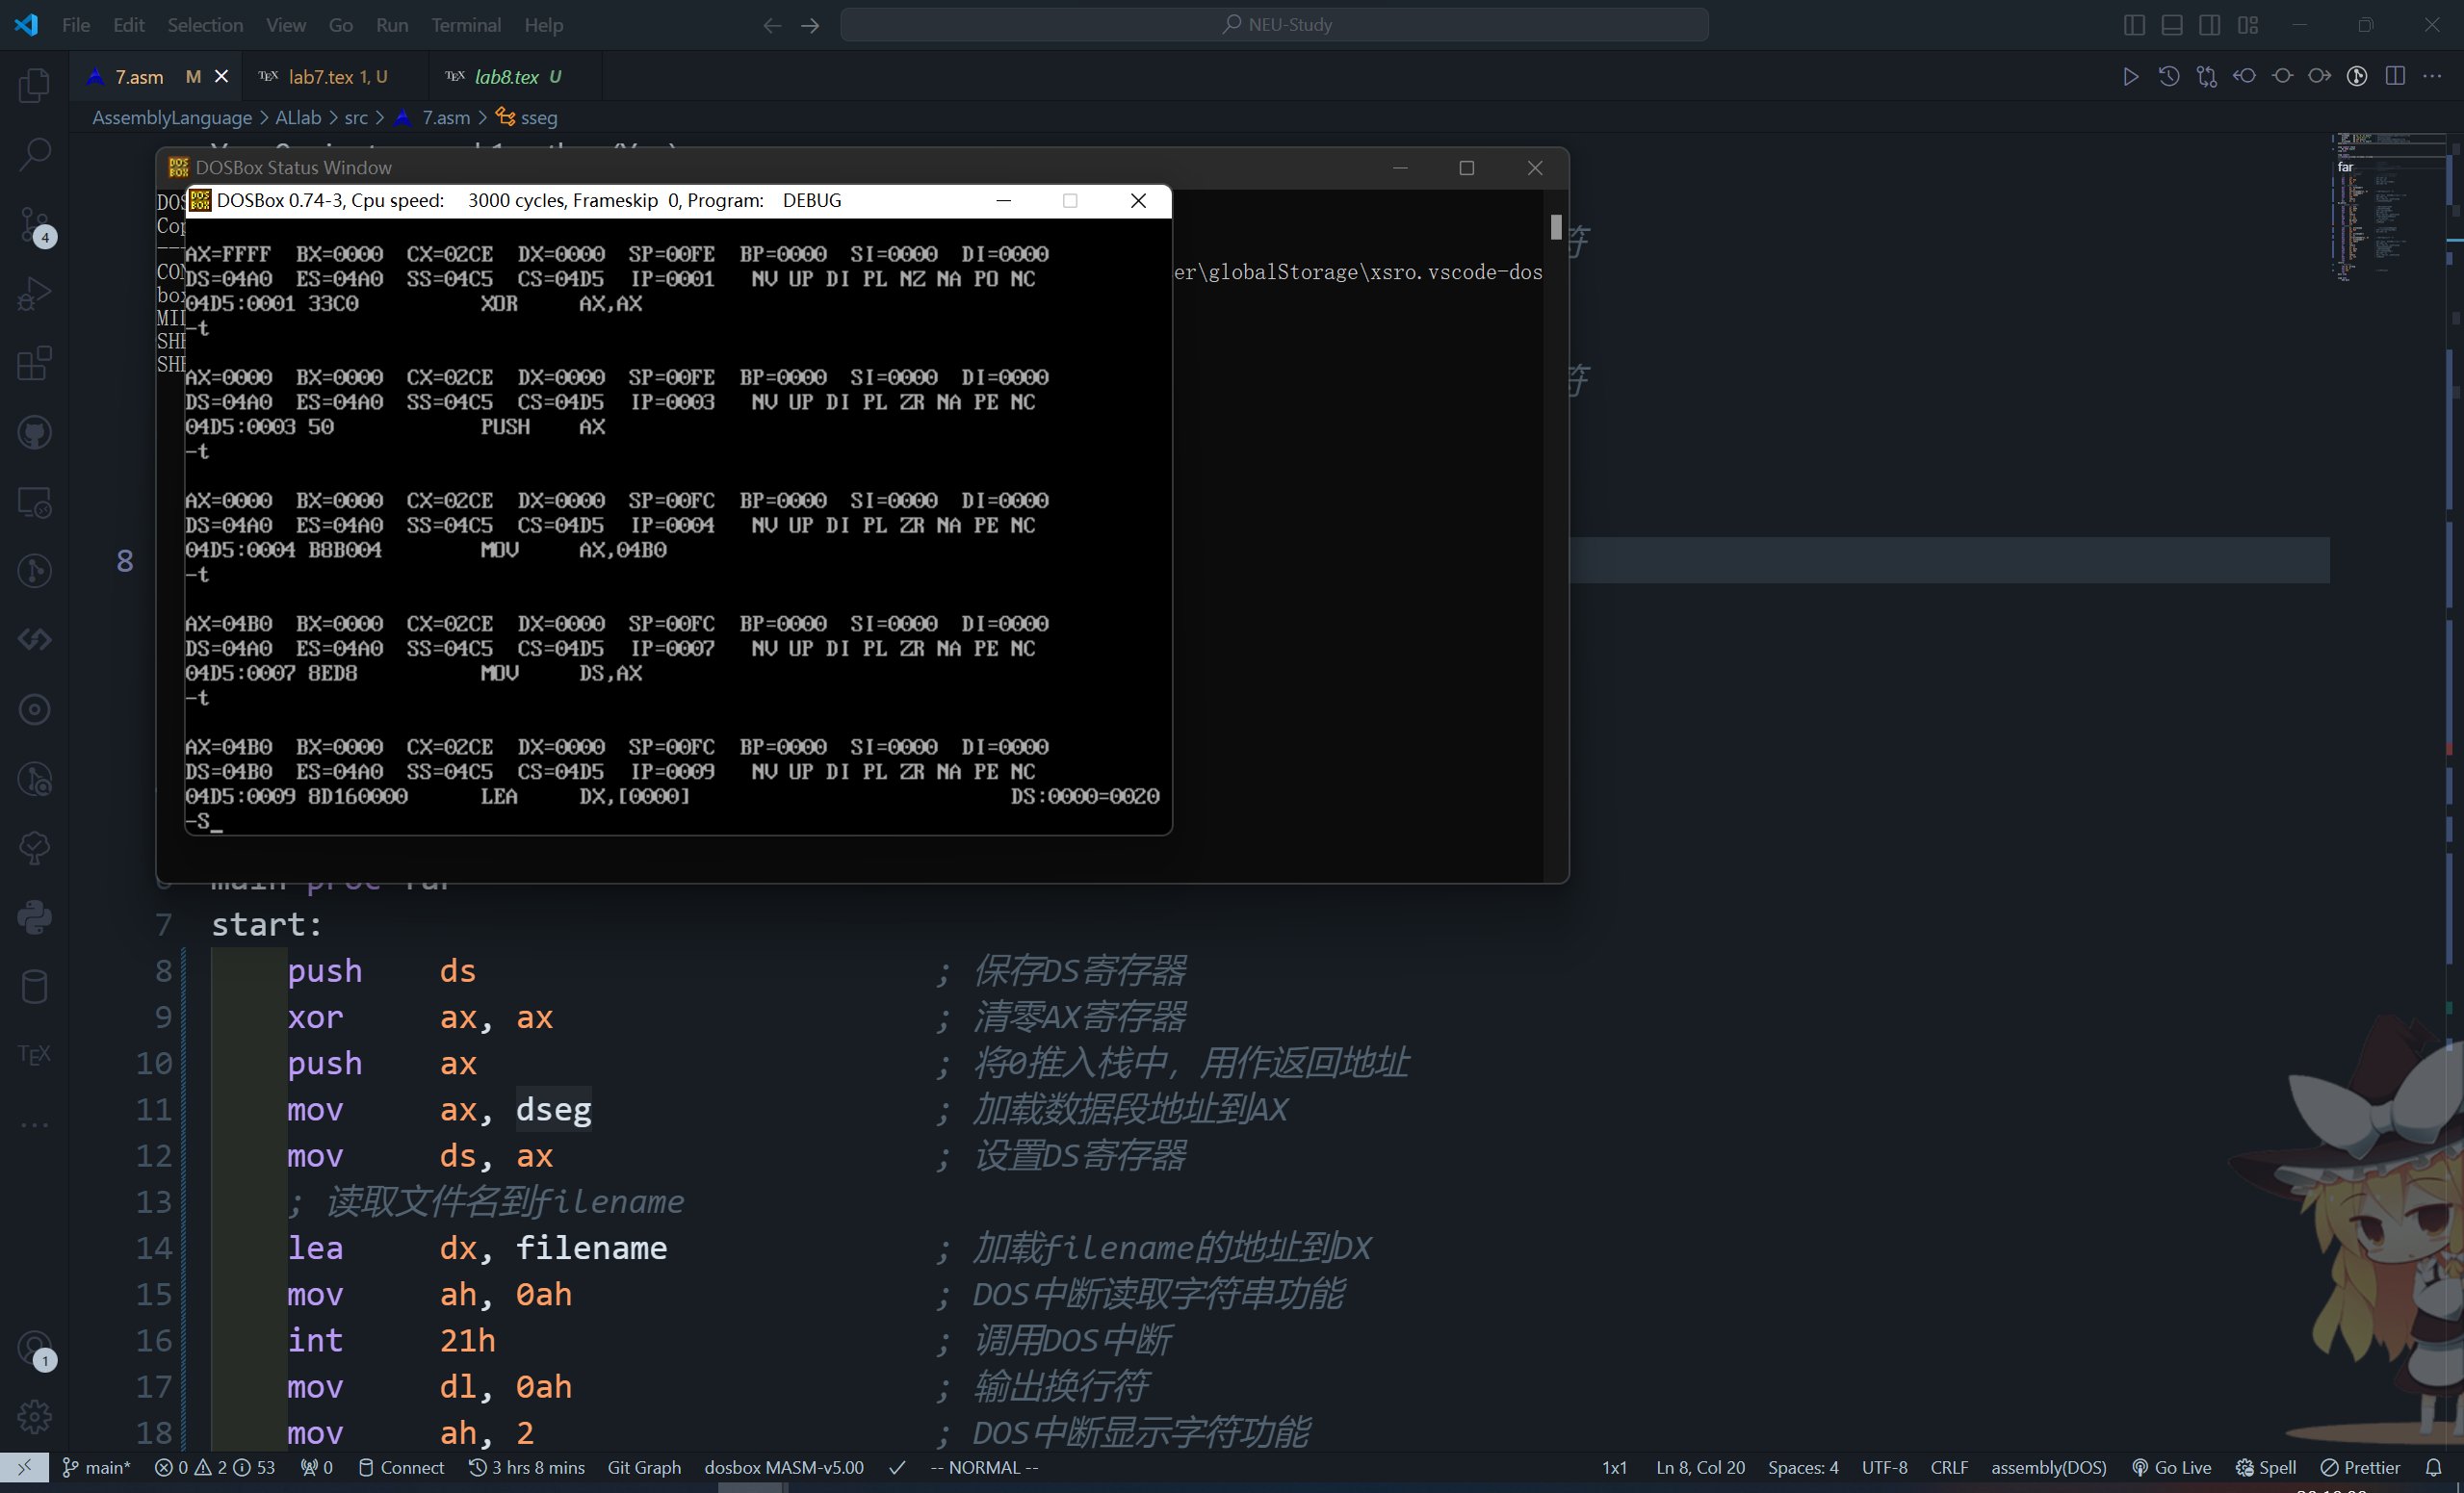 File Edit Selection View Go Run Terminal Help
NEU-Study
7.asm M
TEX lab7.tex 1, U
TEX lab8.tex U
AssemblyLanguage > ALlab > src > 7.asm > sseg
DOSBox Status Window
DOSBox 0.74-3, Cpu speed: 3000 cycles, Frameskip 0, Program: DEBUG
er\globalStorage\xsro.vscode-dos
符
符
AX=FFFF BX=0000 CX=02CE DX=0000 SP=00FE BP=0000 SI=0000 DI=0000
DS=04A0 ES=04A0 SS=04C5 CS=04D5 IP=0001 NV UP DI PL NZ NA PO NC
04D5:0001 33C0 XOR AX,AX
-t
AX=0000 BX=0000 CX=02CE DX=0000 SP=00FE BP=0000 SI=0000 DI=0000
DS=04A0 ES=04A0 SS=04C5 CS=04D5 IP=0003 NV UP DI PL ZR NA PE NC
04D5:0003 50 PUSH AX
-t
AX=0000 BX=0000 CX=02CE DX=0000 SP=00FC BP=0000 SI=0000 DI=0000
DS=04A0 ES=04A0 SS=04C5 CS=04D5 IP=0004 NV UP DI PL ZR NA PE NC
04D5:0004 B8B004 MOV AX,04B0
-t
AX=04B0 BX=0000 CX=02CE DX=0000 SP=00FC BP=0000 SI=0000 DI=0000
DS=04A0 ES=04A0 SS=04C5 CS=04D5 IP=0007 NV UP DI PL ZR NA PE NC
04D5:0007 8ED8 MOV DS,AX
-t
AX=04B0 BX=0000 CX=02CE DX=0000 SP=00FC BP=0000 SI=0000 DI=0000
DS=04B0 ES=04A0 SS=04C5 CS=04D5 IP=0009 NV UP DI PL ZR NA PE NC
04D5:0009 8D160000 LEA DX,[0000] DS:0000=0020
-S_
8
far
4
7 start:
8 push ds ; 保存DS寄存器
9 xor ax, ax ; 清零AX寄存器
10 push ax ; 将0推入栈中，用作返回地址
11 mov ax, dseg ; 加载数据段地址到AX
12 mov ds, ax ; 设置DS寄存器
13 ; 读取文件名到filename
14 lea dx, filename ; 加载filename的地址到DX
15 mov ah, 0ah ; DOS中断读取字符串功能
16 int 21h ; 调用DOS中断
17 mov dl, 0ah ; 输出换行符
18 mov ah, 2 ; DOS中断显示字符功能
TEX
1
main* 0 2 53 0 Connect 3 hrs 8 mins Git Graph dosbox MASM-v5.00 -- NORMAL -- 1x1 Ln 8, Col 20 Spaces: 4 UTF-8 CRLF assembly(DOS) Go Live Spell Prettier